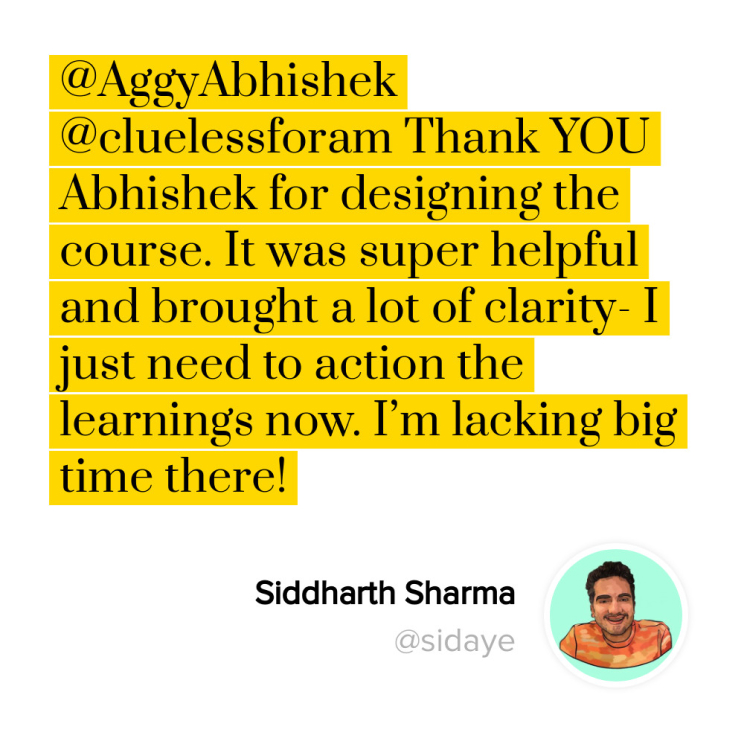 @AggyAbhishek
@cluelessforam Thank YOU
Abhishek for designing the
course. It was super helpful
and brought a lot of clarity- I
just need to action the
learnings now. I’m lacking big
time there!
Siddharth Sharma
@sidaye